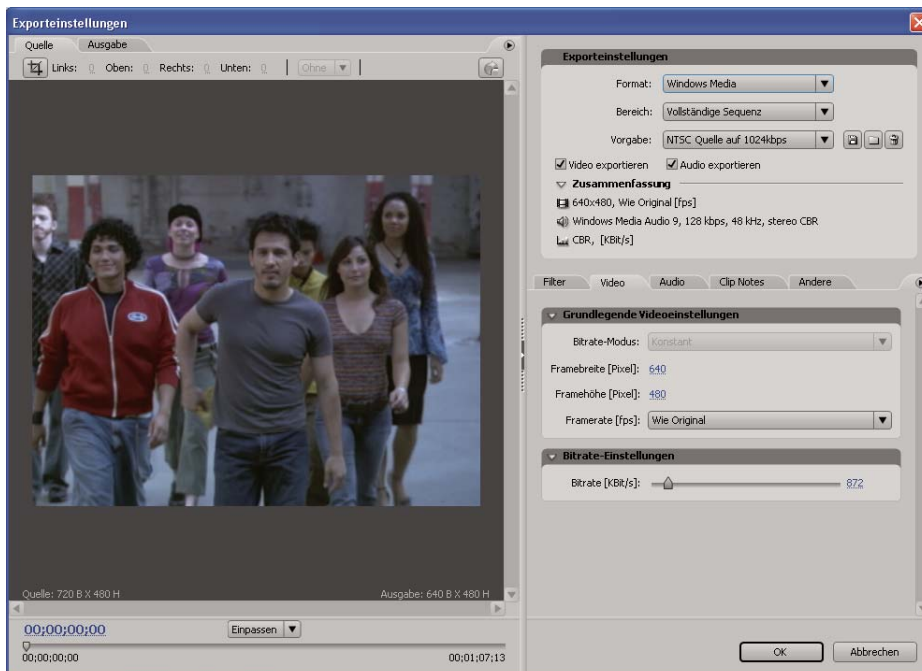 Exporteinstellungen
Quelle Ausgabe
Links: 0 Oben: 0 Rechts: 0 Unten: 0 Ohne
Quelle: 720 B X 480 H Ausgabe: 640 B X 480 H
00;00;00;00 Einpassen
00;00;00;00 00;01;07;13
Exporteinstellungen
Format: Windows Media
Bereich: Vollständige Sequenz
Vorgabe: NTSC Quelle auf 1024kbps
Video exportieren Audio exportieren
Zusammenfassung
640x480, Wie Original [fps]
Windows Media Audio 9, 128 kbps, 48 kHz, stereo CBR
CBR, [KBit/s]
Filter Video Audio Clip Notes Andere
Grundlegende Videoeinstellungen
Bitrate-Modus: Konstant
Framebreite [Pixel]: 640
Framehöhe [Pixel]: 480
Framerate [fps]: Wie Original
Bitrate-Einstellungen
Bitrate [KBit/s]: 872
OK Abbrechen